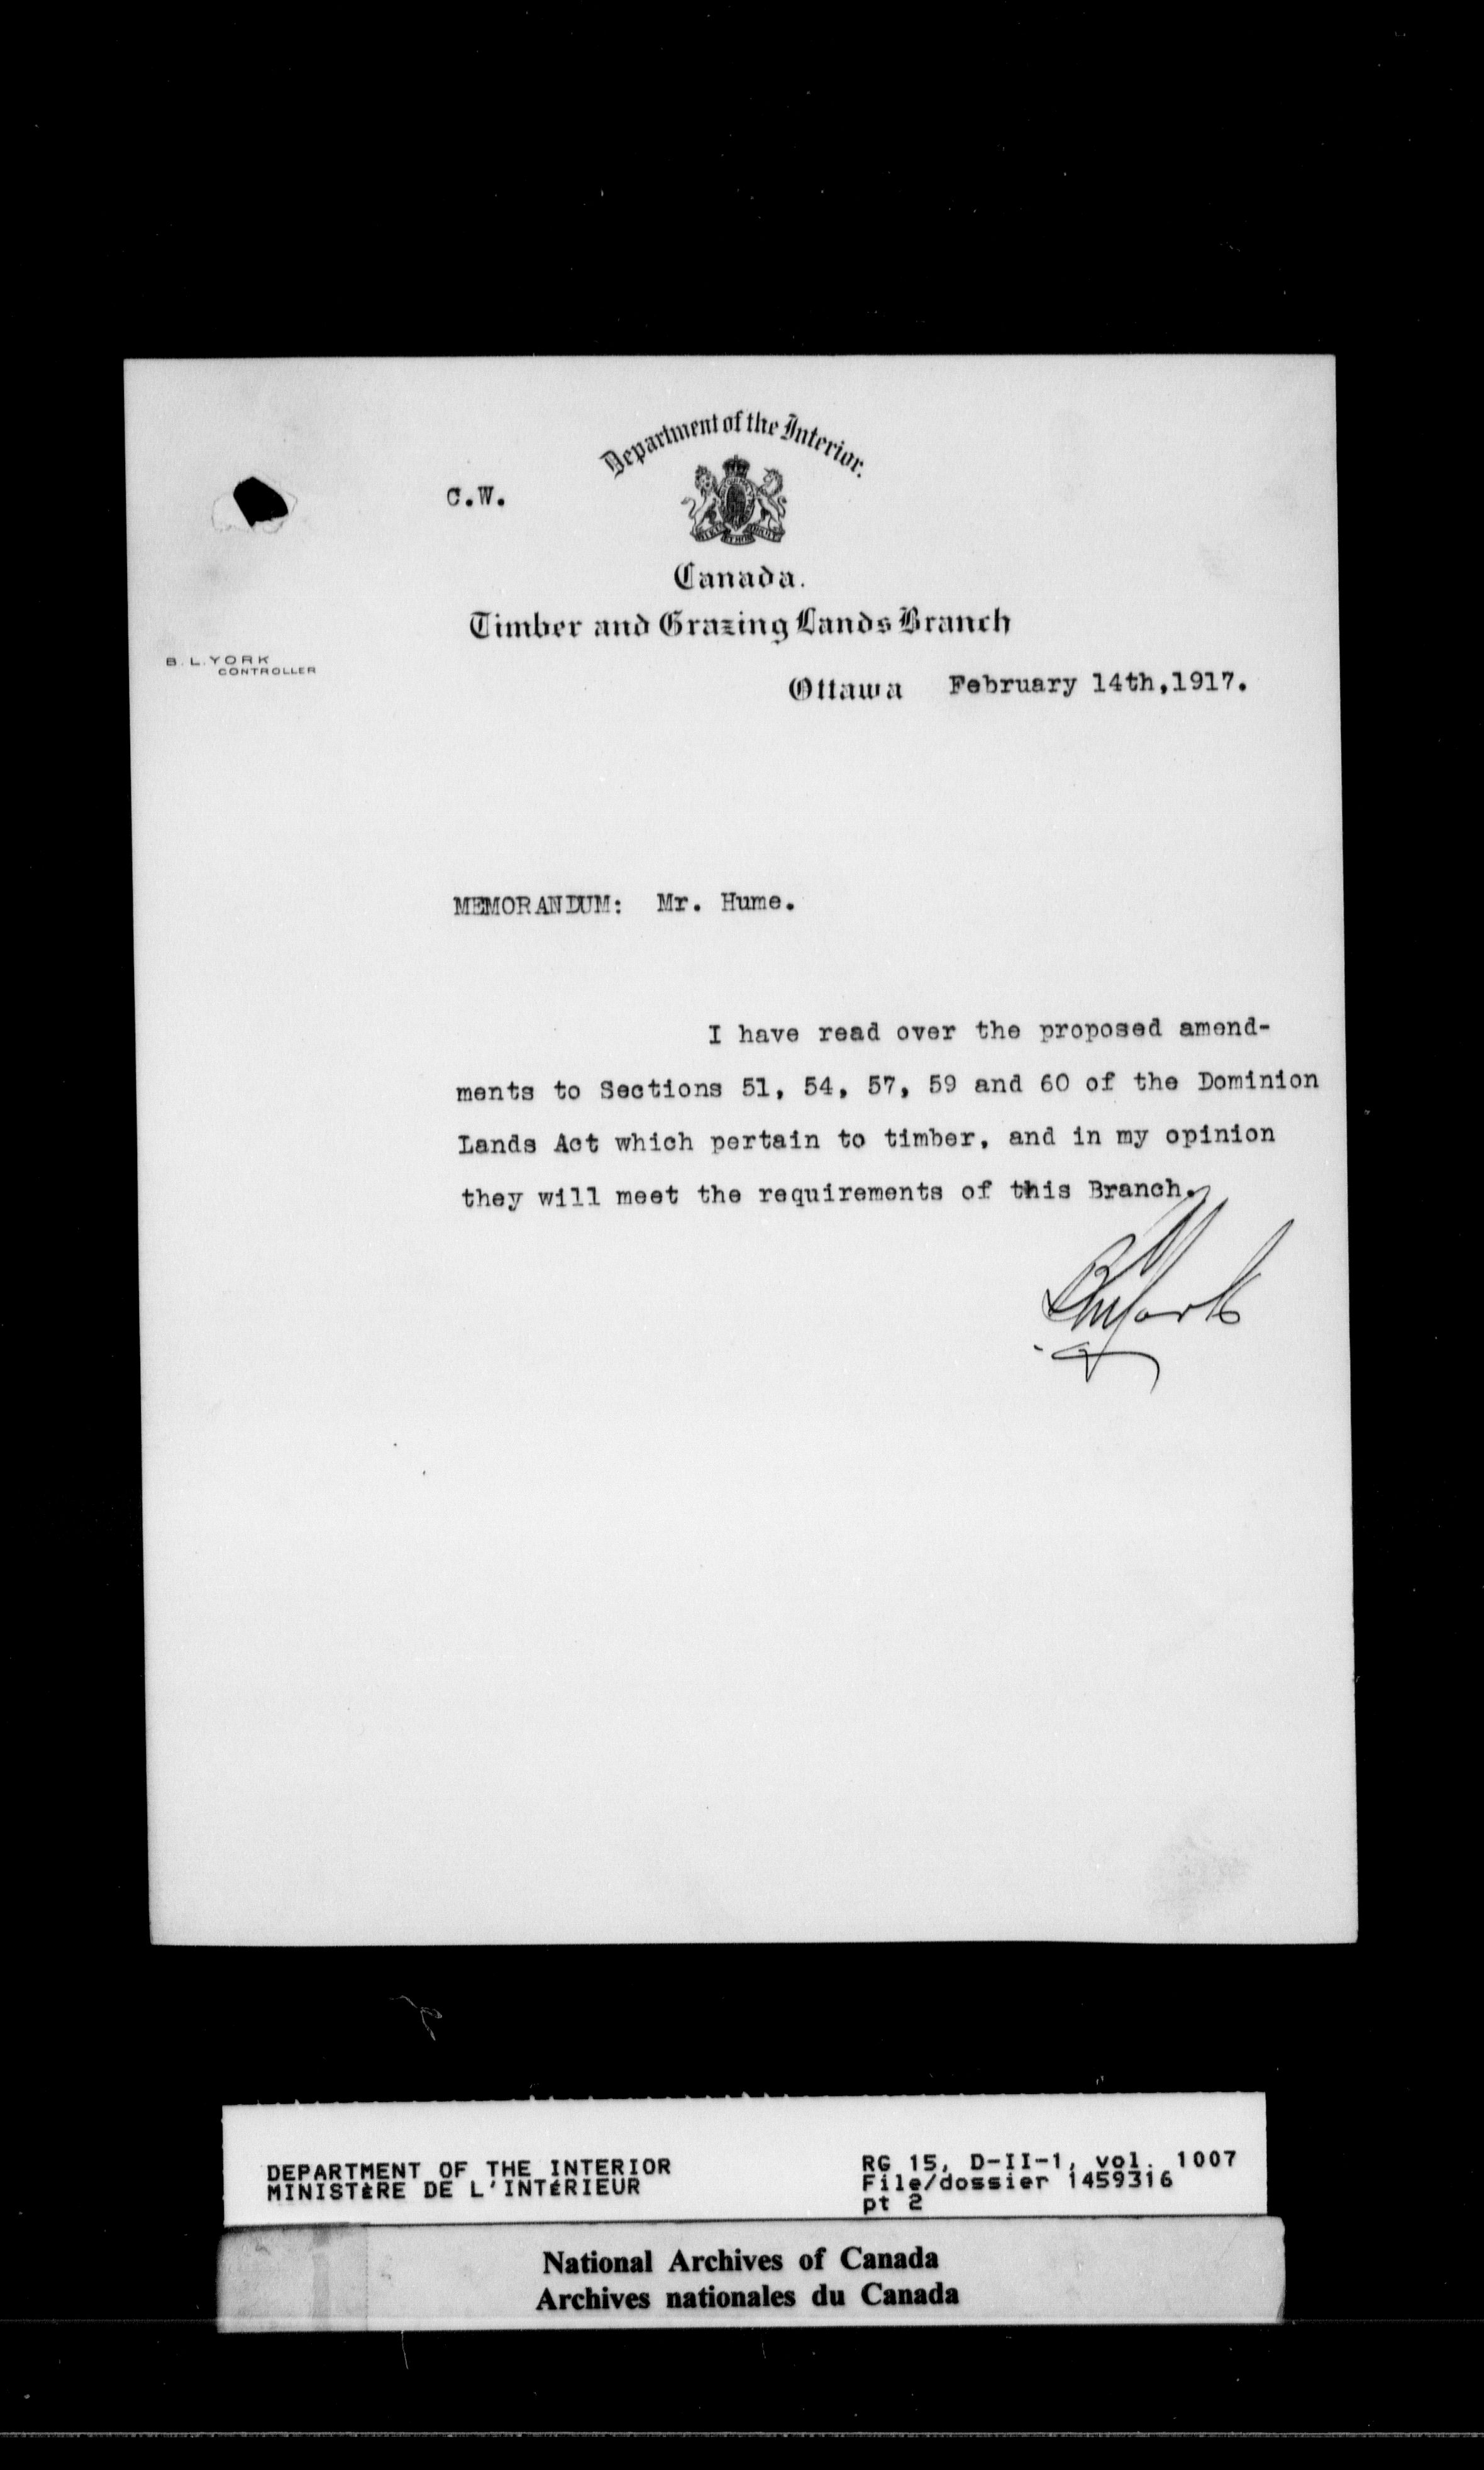 Department of the Interior.
C.W.
Canada.
Timber and Grazing Lands Branch
B. L. YORK
CONTROLLER
Ottawa February 14th, 1917.
MEMORANDUM: Mr. Hume.
I have read over the proposed amend-
ments to Sections 51, 54, 57, 59 and 60 of the Dominion
Lands Act which pertain to timber, and in my opinion
they will meet the requirements of this Branch.
BLYork
DEPARTMENT OF THE INTERIOR
MINISTÈRE DE L'INTÉRIEUR
RG 15, D-II-1, vol. 1007
File/dossier 1459316
pt 2
National Archives of Canada
Archives nationales du Canada